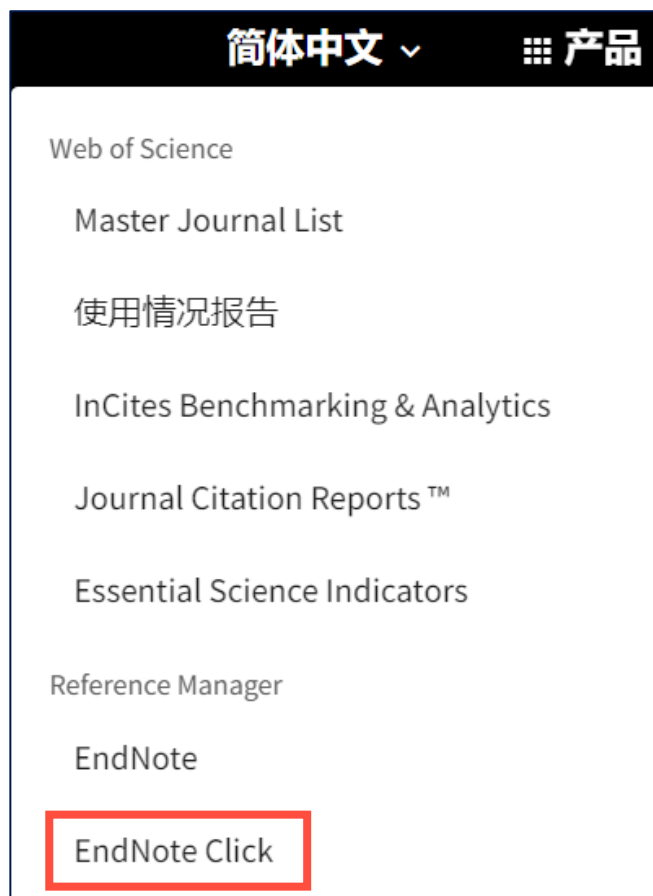 简体中文 产品
Web of Science
Master Journal List
使用情况报告
InCites Benchmarking & Analytics
Journal Citation Reports ™
Essential Science Indicators
Reference Manager
EndNote
EndNote Click